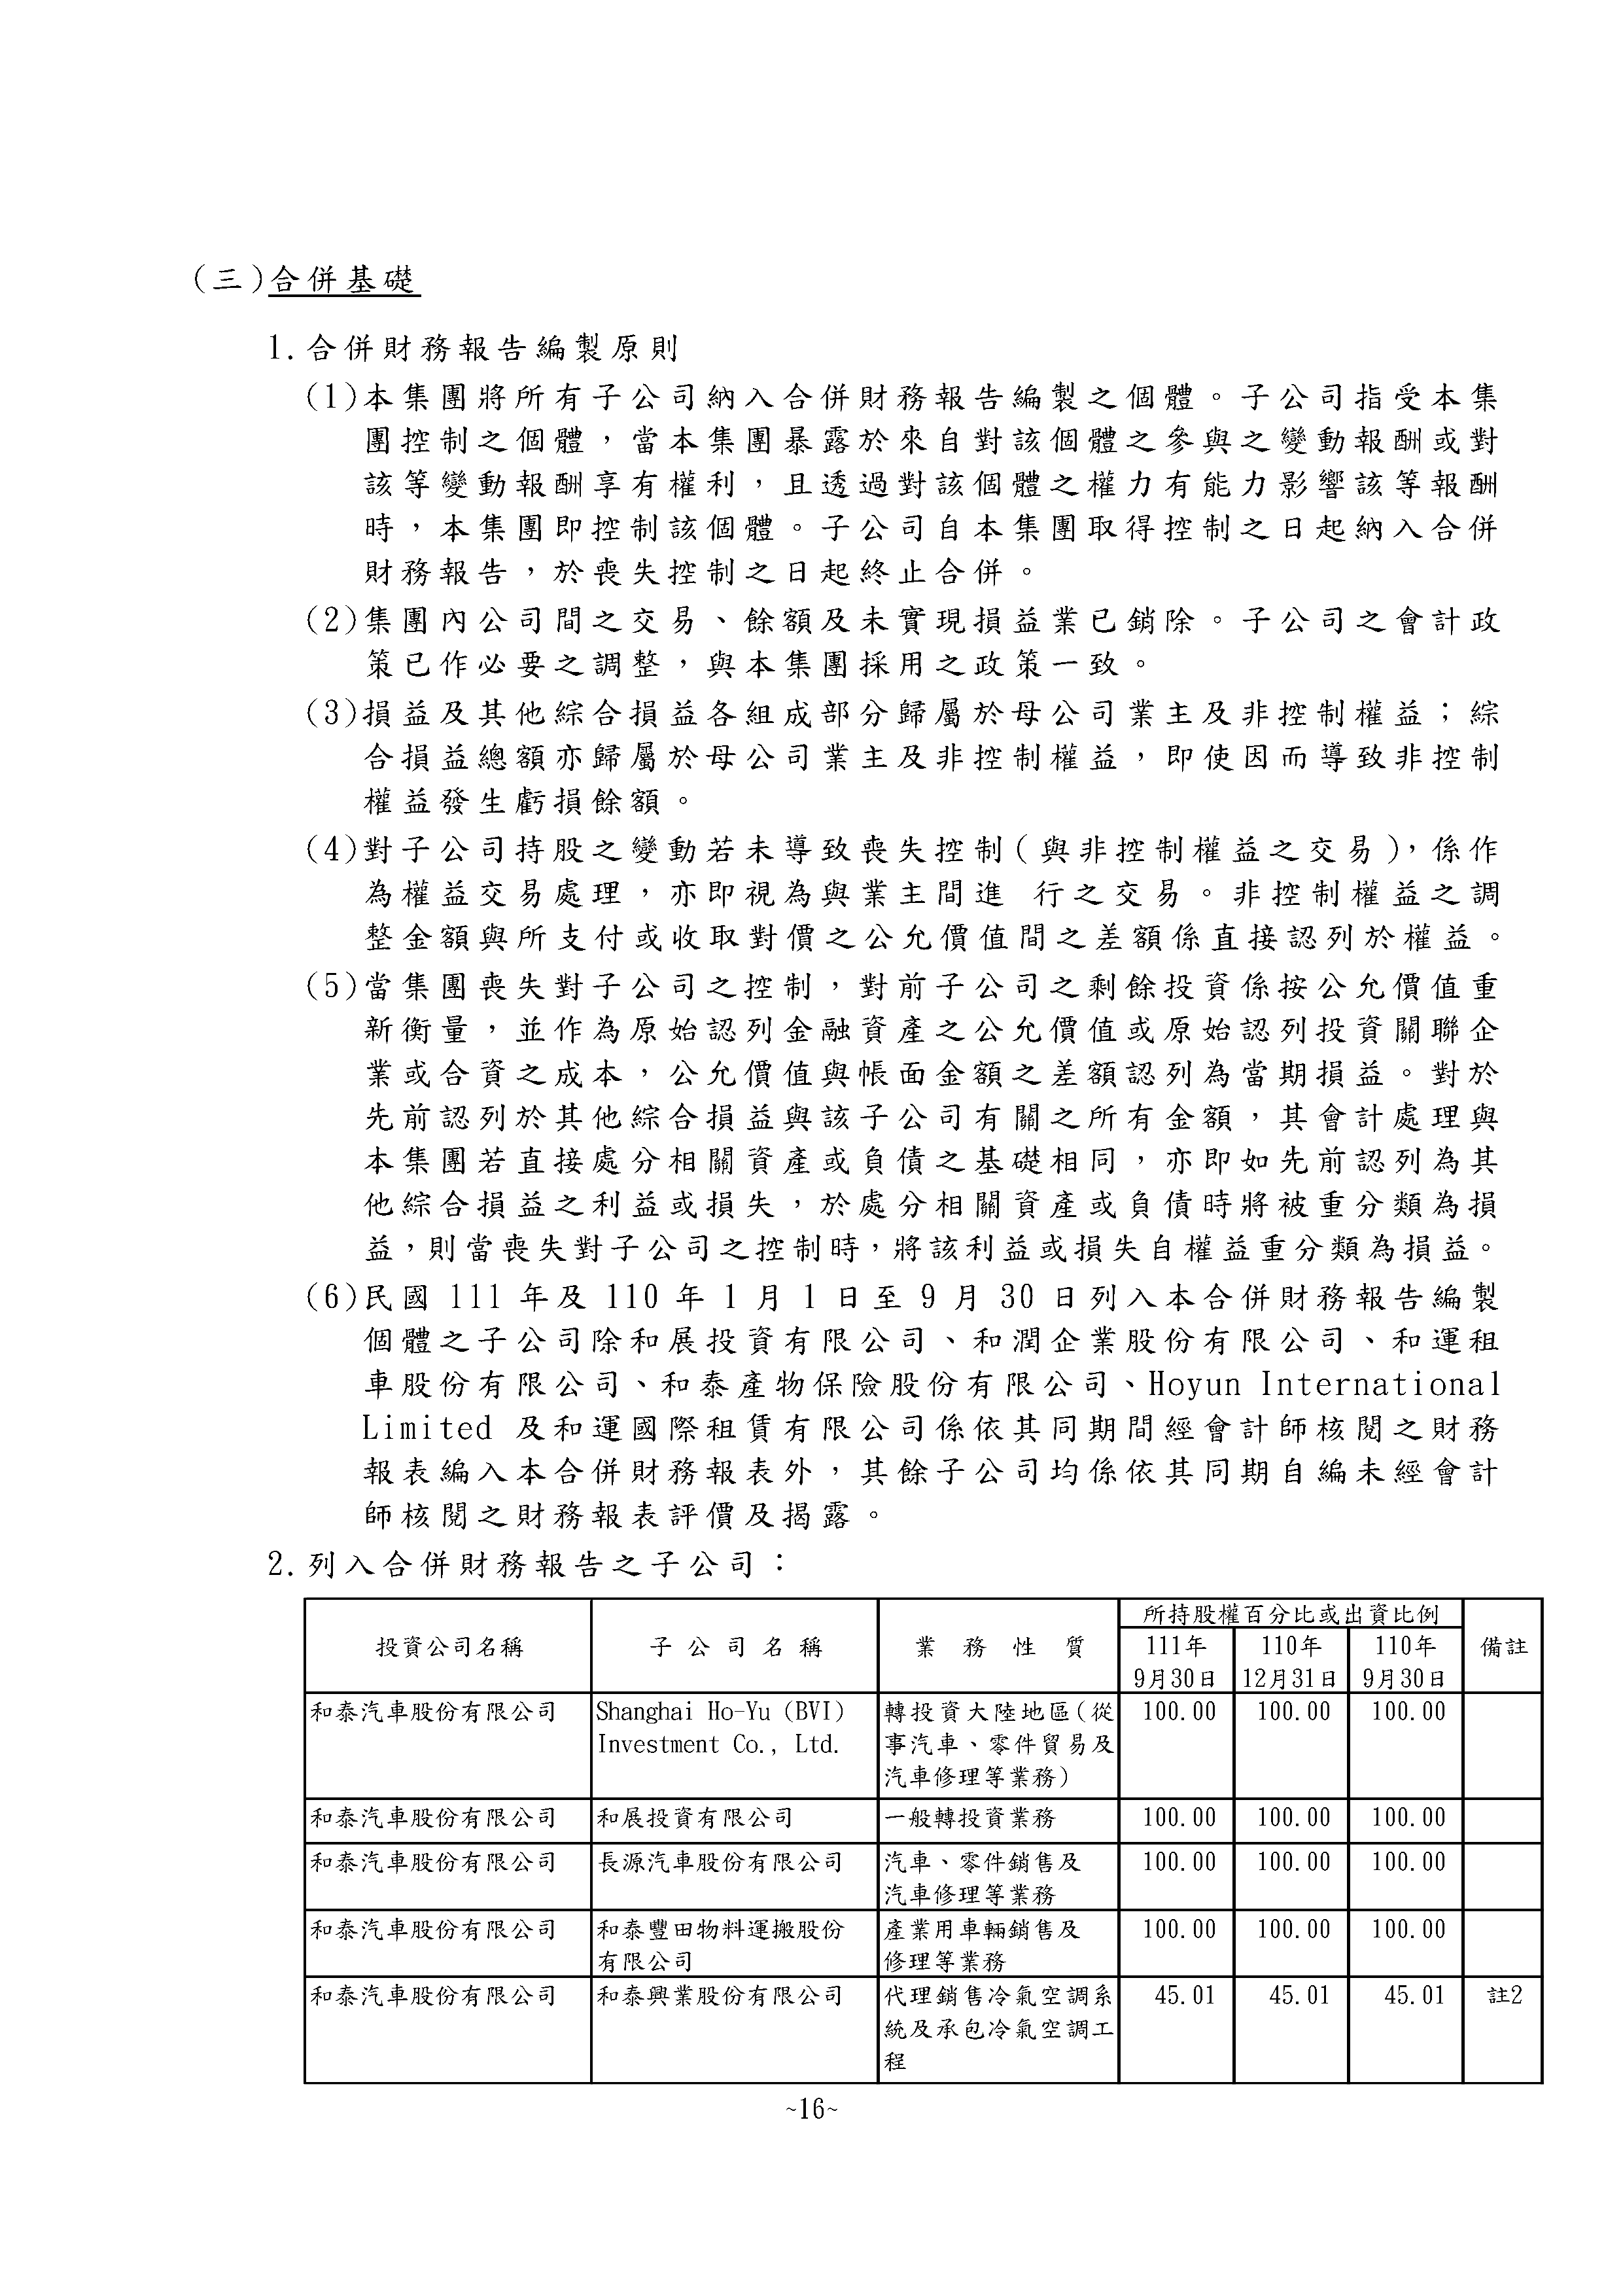 (三)合併基礎
1.合併財務報告編製原則
(1)本集團將所有子公司納入合併財務報告編製之個體。子公司指受本集
團控制之個體，當本集團暴露於來自對該個體之參與之變動報酬或對
該等變動報酬享有權利，且透過對該個體之權力有能力影響該等報酬
時，本集團即控制該個體。子公司自本集團取得控制之日起納入合併
財務報告，於喪失控制之日起終止合併。
(2)集團內公司間之交易、餘額及未實現損益業已銷除。子公司之會計政
策已作必要之調整，與本集團採用之政策一致。
(3)損益及其他綜合損益各組成部分歸屬於母公司業主及非控制權益；綜
合損益總額亦歸屬於母公司業主及非控制權益，即使因而導致非控制
權益發生虧損餘額。
(4)對子公司持股之變動若未導致喪失控制(與非控制權益之交易)，係作
為權益交易處理，亦即視為與業主間進 行之交易。非控制權益之調
整金額與所支付或收取對價之公允價值間之差額係直接認列於權益。
(5)當集團喪失對子公司之控制，對前子公司之剩餘投資係按公允價值重
新衡量，並作為原始認列金融資產之公允價值或原始認列投資關聯企
業或合資之成本，公允價值與帳面金額之差額認列為當期損益。對於
先前認列於其他綜合損益與該子公司有關之所有金額，其會計處理與
本集團若直接處分相關資產或負債之基礎相同，亦即如先前認列為其
他綜合損益之利益或損失，於處分相關資產或負債時將被重分類為損
益，則當喪失對子公司之控制時，將該利益或損失自權益重分類為損益。
(6)民國 111 年及 110 年 1 月 1 日至 9 月 30 日列入本合併財務報告編製
個體之子公司除和展投資有限公司、和潤企業股份有限公司、和運租
車股份有限公司、和泰產物保險股份有限公司、Hoyun International
Limited 及和運國際租賃有限公司係依其同期間經會計師核閱之財務
報表編入本合併財務報表外，其餘子公司均係依其同期自編未經會計
師核閱之財務報表評價及揭露。
2.列入合併財務報告之子公司：
所持股權百分比或出資比例
投資公司名稱 子公司名稱 業務性質 111年 110年 110年 備註
9月30日 12月31日 9月30日
和泰汽車股份有限公司 Shanghai Ho-Yu (BVI) 轉投資大陸地區(從 100.00 100.00 100.00
Investment Co., Ltd. 事汽車、零件貿易及
汽車修理等業務)
和泰汽車股份有限公司 和展投資有限公司 一般轉投資業務 100.00 100.00 100.00
和泰汽車股份有限公司 長源汽車股份有限公司 汽車、零件銷售及 100.00 100.00 100.00
汽車修理等業務
和泰汽車股份有限公司 和泰豐田物料運搬股份 產業用車輛銷售及 100.00 100.00 100.00
有限公司 修理等業務
和泰汽車股份有限公司 和泰興業股份有限公司 代理銷售冷氣空調系 45.01 45.01 45.01 註2
統及承包冷氣空調工
程
~16~